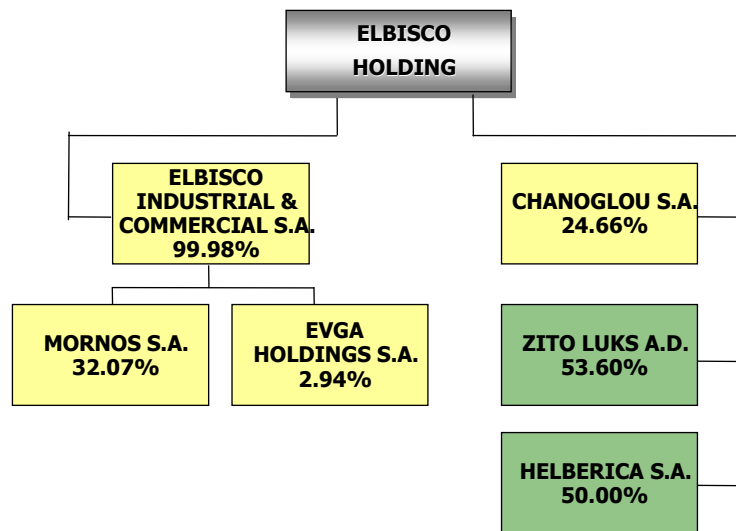 ELBISCO
HOLDING
ELBISCO
INDUSTRIAL &
COMMERCIAL S.A.
99.98%
CHANOGLOU S.A.
24.66%
MORNOS S.A.
32.07%
EVGA
HOLDINGS S.A.
2.94%
ZITO LUKS A.D.
53.60%
HELBERICA S.A.
50.00%